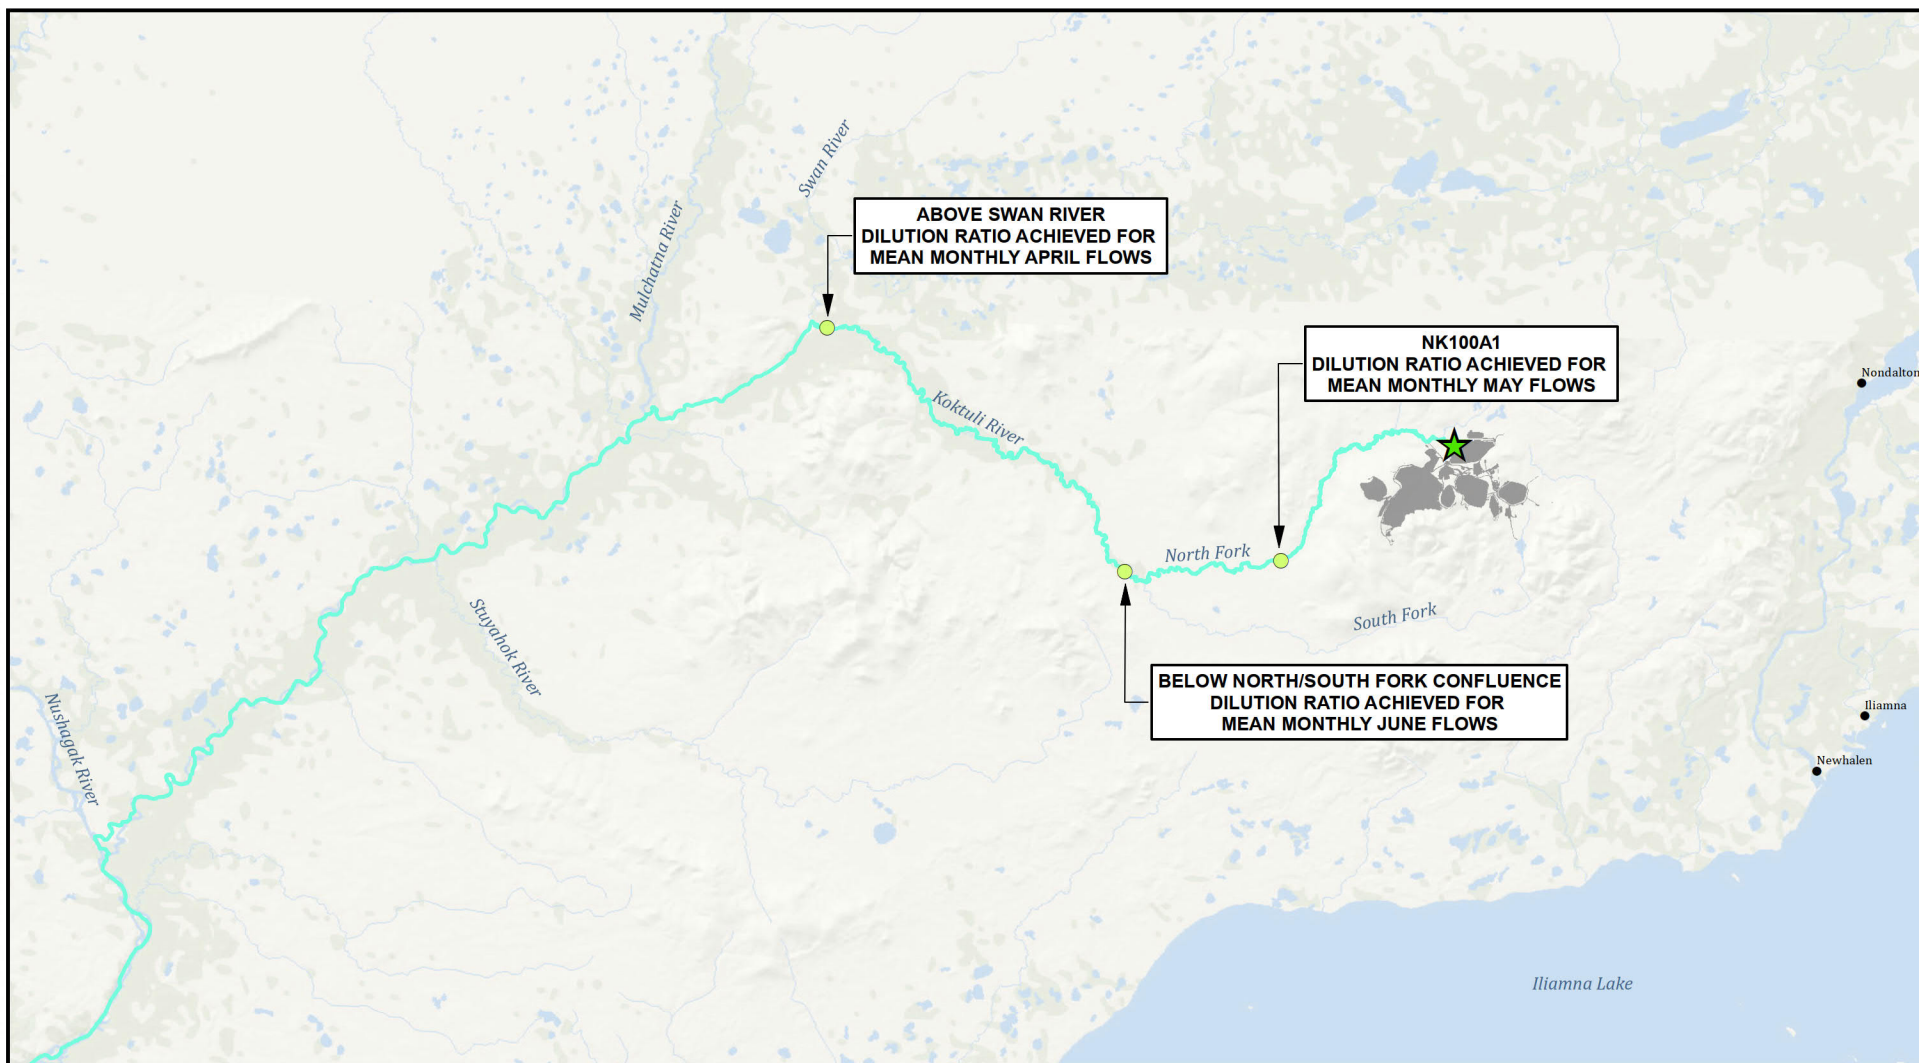 Swan River
Mulchatna River
ABOVE SWAN RIVER
DILUTION RATIO ACHIEVED FOR
MEAN MONTHLY APRIL FLOWS
NK100A1
DILUTION RATIO ACHIEVED FOR
MEAN MONTHLY MAY FLOWS
Nondalton
Koktuli River
North Fork
South Fork
Stuyahok River
BELOW NORTH/SOUTH FORK CONFLUENCE
DILUTION RATIO ACHIEVED FOR
MEAN MONTHLY JUNE FLOWS
Nushagak River
Iliamna
Newhalen
Iliamna Lake